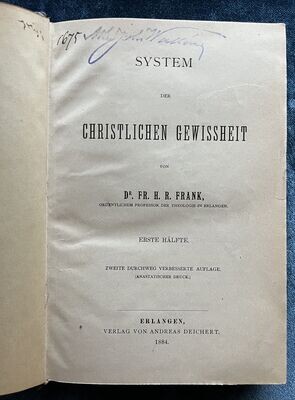 1675
SYSTEM
DER
CHRISTLICHEN GEWISSHEIT
VON
DR. FR. H. R. FRANK,
ORDENTLICHEM PROFESSOR DER THEOLOGIE IN ERLANGEN.
ERSTE HÄLFTE.
ZWEITE DURCHWEG VERBESSERTE AUFLAGE.
(ANASTATISCHER DRUCK.)
ERLANGEN,
VERLAG VON ANDREAS DEICHERT.
1884.